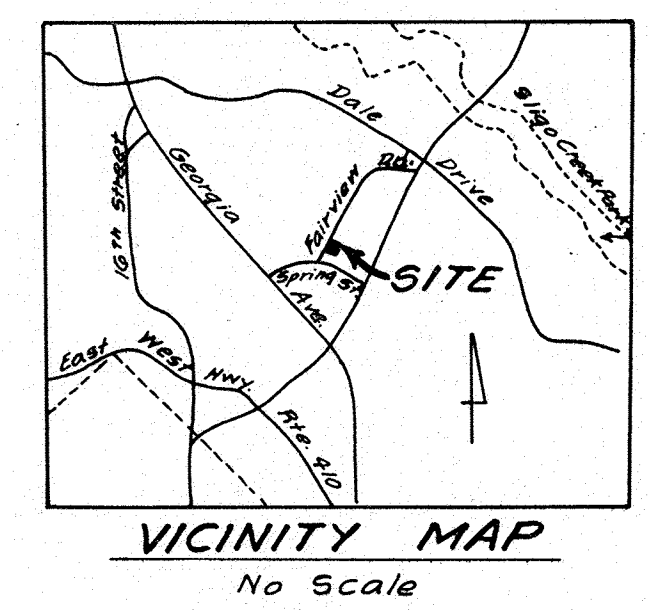 Dale
Drive
Sligo Creek Park
Georgia
Ave.
16th Street
Fairview
Rd.
Spring St.
SITE
East West Hwy.
Rte. 410
VICINITY MAP
No Scale